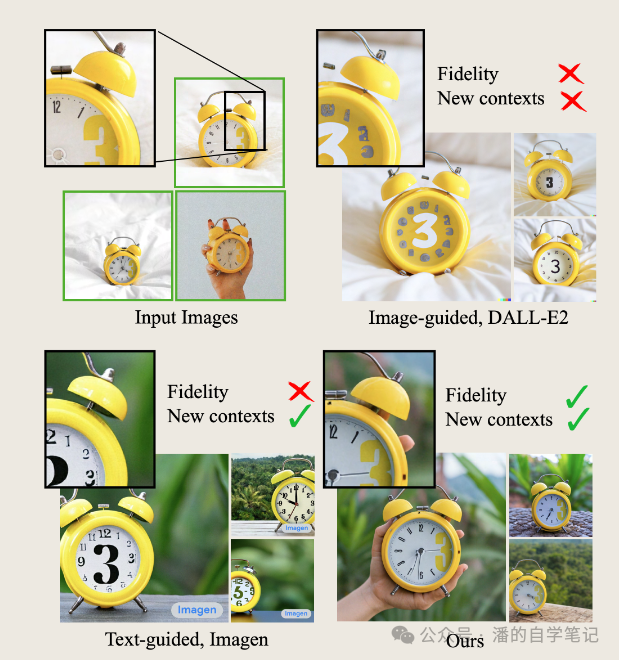 Fidelity
New contexts
Input Images
Image-guided, DALL-E2
Fidelity
New contexts
Fidelity
New contexts
Imagen
Imagen
Imagen
Text-guided, Imagen
Ours
公众号 · 潘的自学笔记